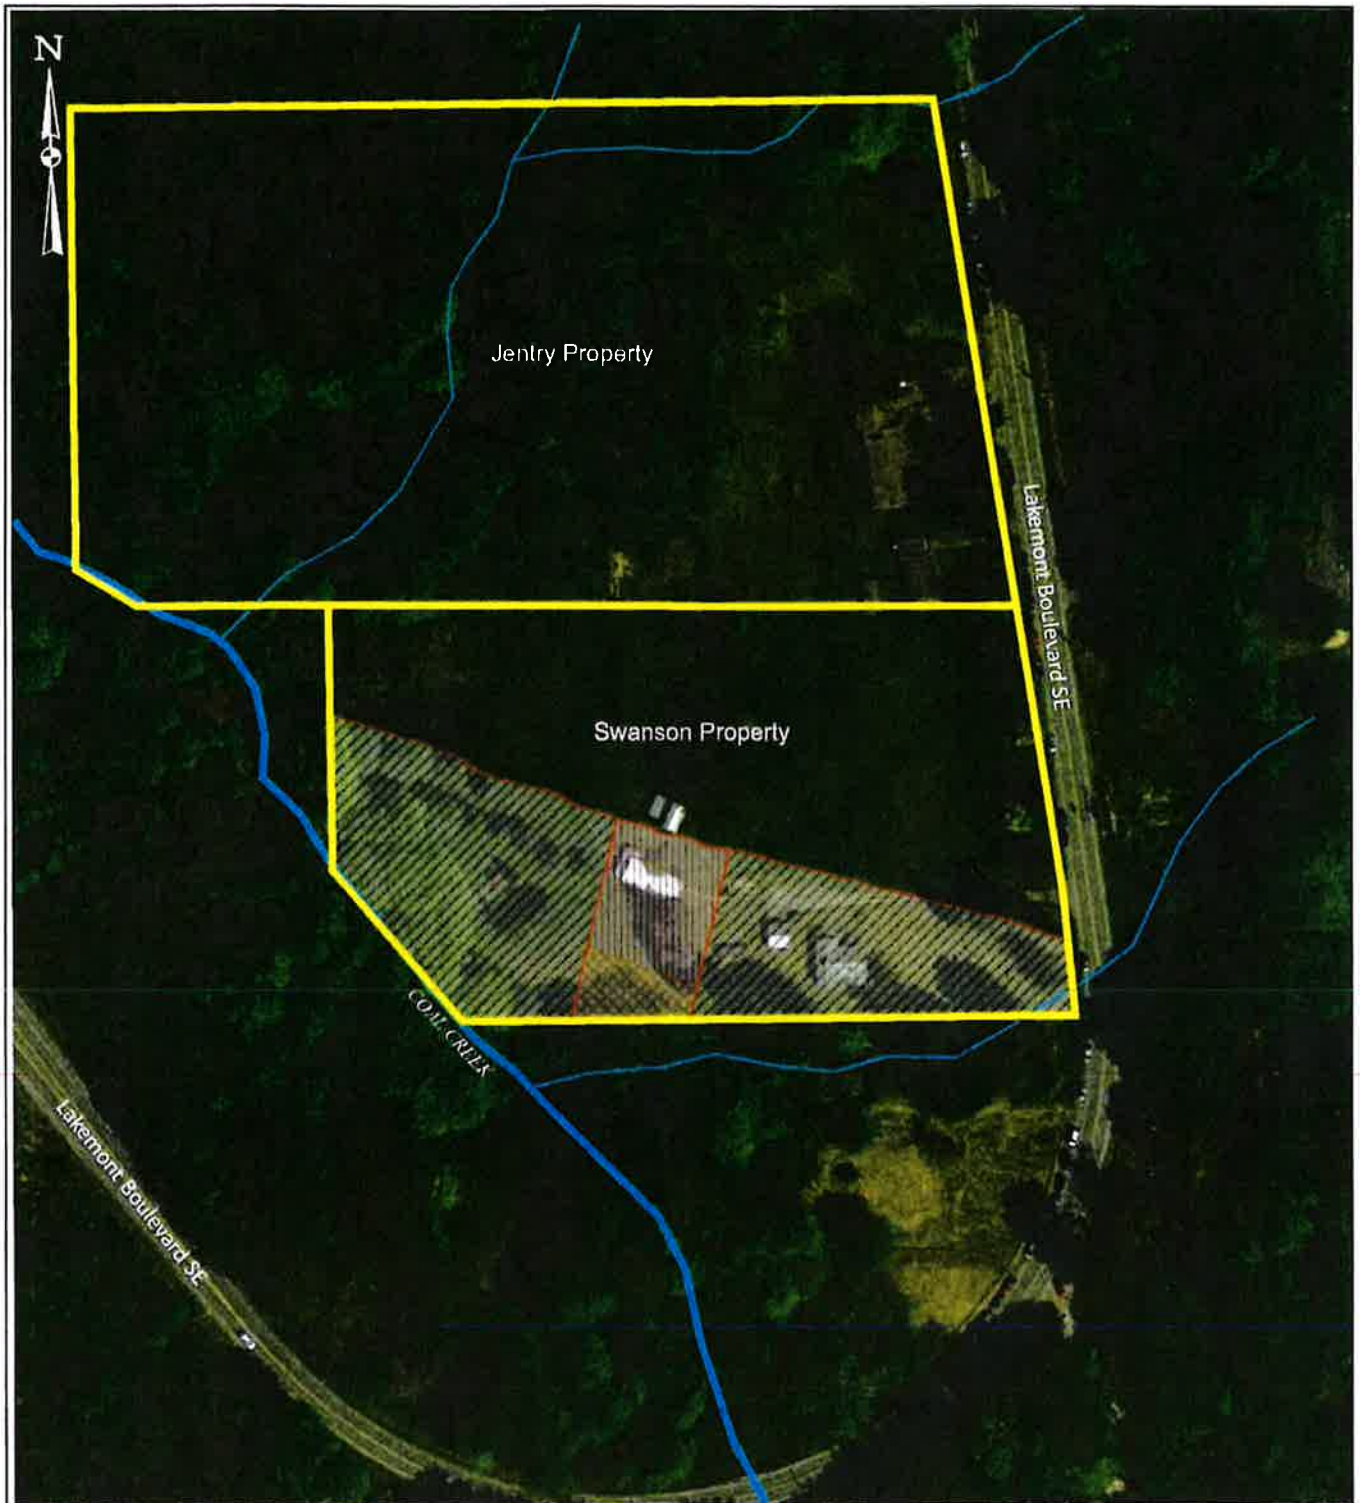 N
Jentry Property
Lakemont Boulevard SE
Swanson Property
COAL CREEK
Lakemont Boulevard SE